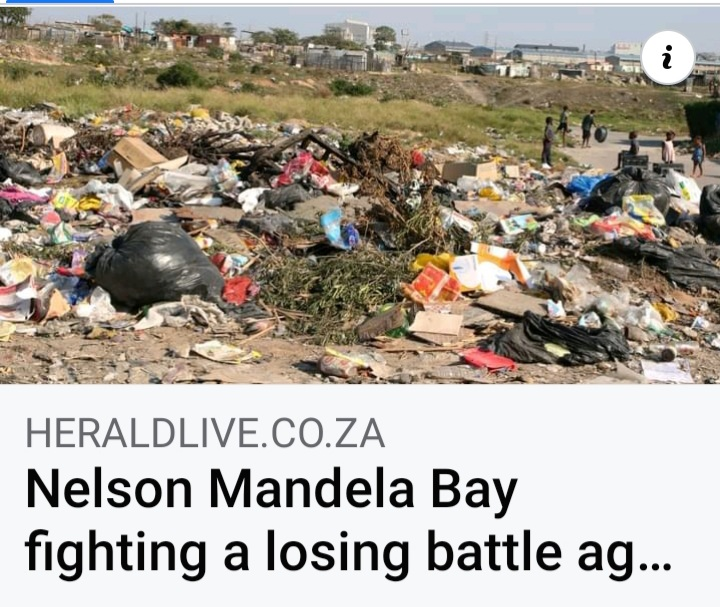 HERALDLIVE.CO.ZA
Nelson Mandela Bay
fighting a losing battle ag...